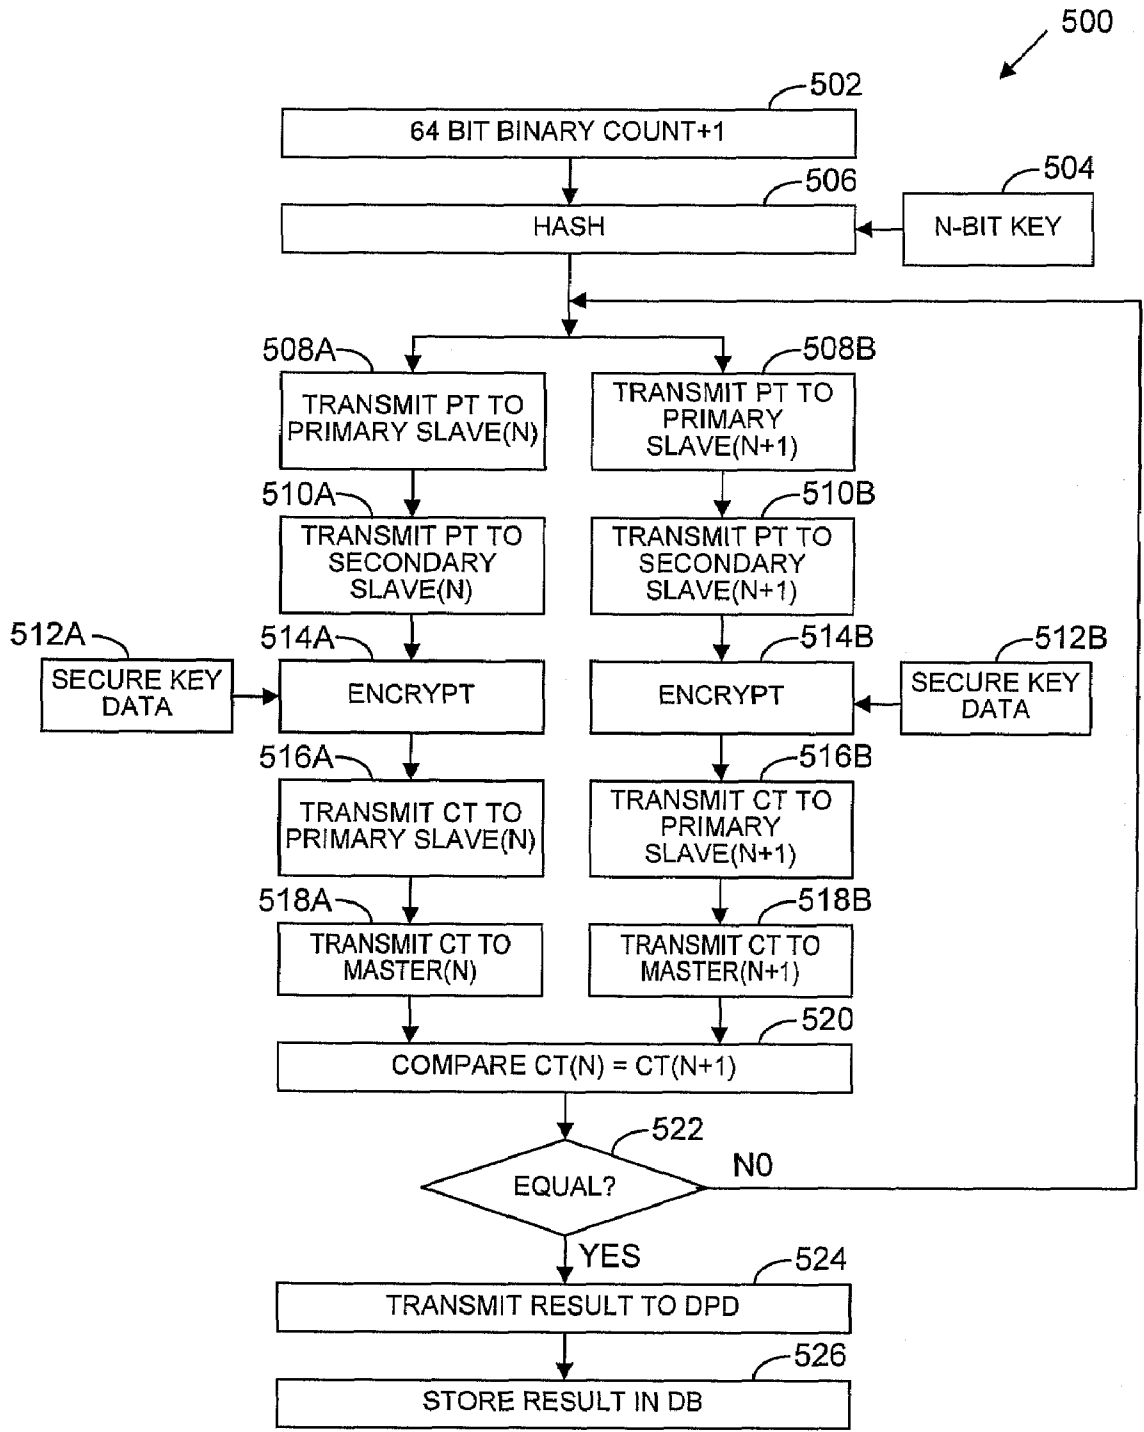 500
502
64 BIT BINARY COUNT+1
506
504
HASH
N-BIT KEY
508A
508B
TRANSMIT PT TO
PRIMARY SLAVE(N)
TRANSMIT PT TO
PRIMARY
SLAVE(N+1)
510A
510B
TRANSMIT PT TO
SECONDARY
SLAVE(N)
TRANSMIT PT TO
SECONDARY
SLAVE(N+1)
512A
514A
514B
512B
SECURE KEY
DATA
ENCRYPT
ENCRYPT
SECURE KEY
DATA
516A
516B
TRANSMIT CT TO
PRIMARY SLAVE(N)
TRANSMIT CT TO
PRIMARY
SLAVE(N+1)
518A
518B
TRANSMIT CT TO
MASTER(N)
TRANSMIT CT TO
MASTER(N+1)
520
COMPARE CT(N) = CT(N+1)
522
EQUAL?
N0
YES
524
TRANSMIT RESULT TO DPD
526
STORE RESULT IN DB